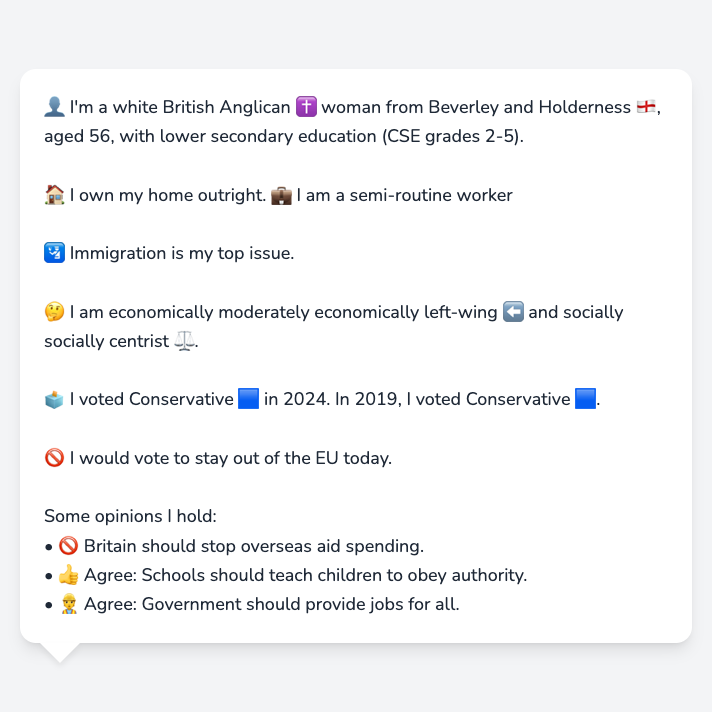 👤 I'm a white British Anglican ✝️ woman from Beverley and Holderness 🏴󠁧󠁢󠁥󠁮󠁧󠁿,
aged 56, with lower secondary education (CSE grades 2-5).
🏠 I own my home outright. 💼 I am a semi-routine worker
🛂 Immigration is my top issue.
🤔 I am economically moderately economically left-wing ⬅️ and socially
socially centrist ⚖️.
🗳️ I voted Conservative 🟦 in 2024. In 2019, I voted Conservative 🟦.
🚫 I would vote to stay out of the EU today.
Some opinions I hold:
• 🚫 Britain should stop overseas aid spending.
• 👍 Agree: Schools should teach children to obey authority.
• 👷 Agree: Government should provide jobs for all.